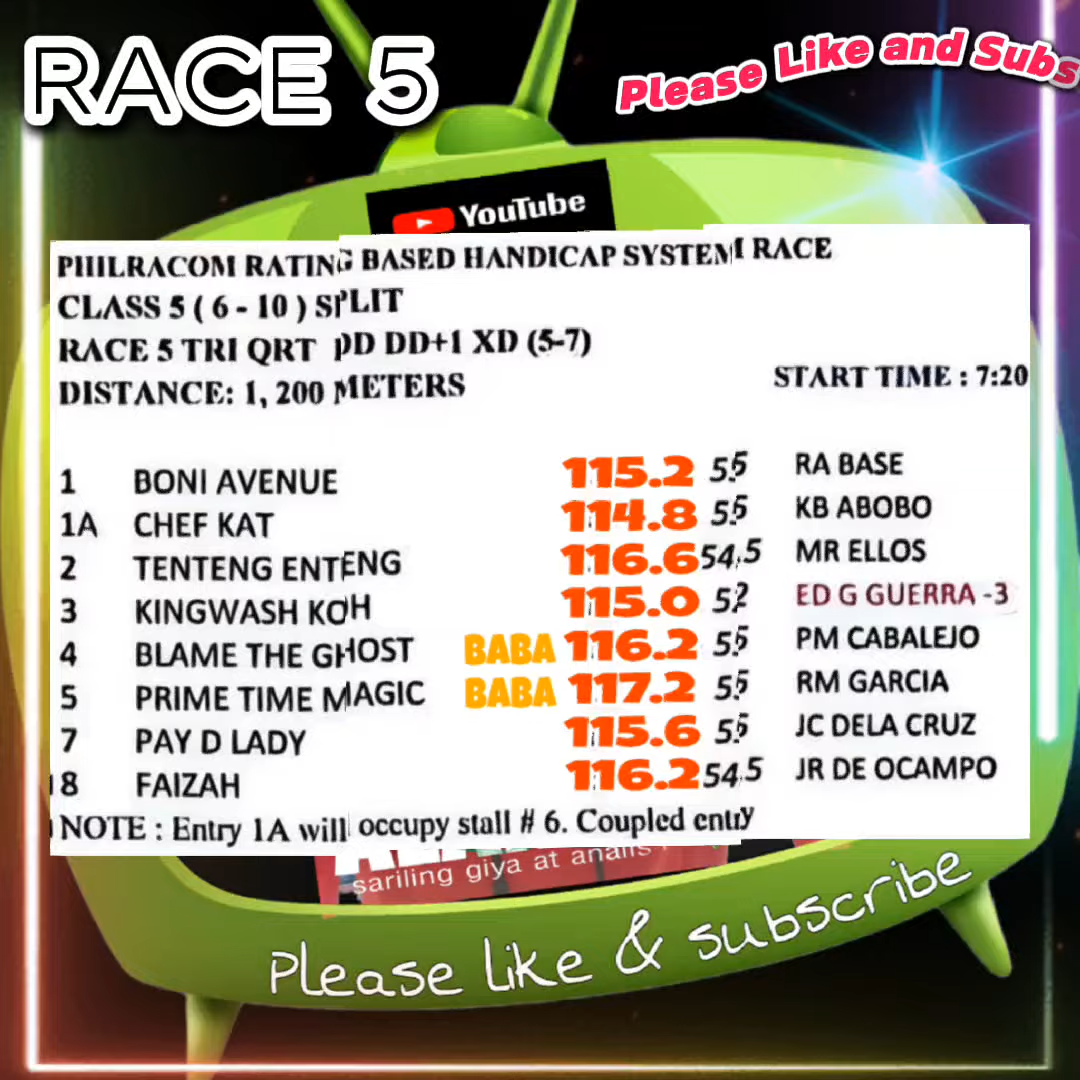 RACE 5
Please Like and Subs
YouTube
PHILRACOM RATING BASED HANDICAP SYSTEM RACE
CLASS 5 ( 6 - 10 ) SPLIT
RACE 5 TRI QRT DD DD+1 XD (5-7)
DISTANCE: 1, 200 METERS START TIME : 7:20
1 BONI AVENUE 115.2 55 RA BASE
1A CHEF KAT 114.8 55 KB ABOBO
2 TENTENG ENTENG 116.6 54.5 MR ELLOS
3 KINGWASH KOH 115.0 52 ED G GUERRA -3
4 BLAME THE GHOST BABA 116.2 55 PM CABALEJO
5 PRIME TIME MAGIC BABA 117.2 55 RM GARCIA
7 PAY D LADY 115.6 55 JC DELA CRUZ
8 FAIZAH 116.2 54.5 JR DE OCAMPO
NOTE : Entry 1A will occupy stall # 6. Coupled entry
sariling giya at analis
Please like & subscribe